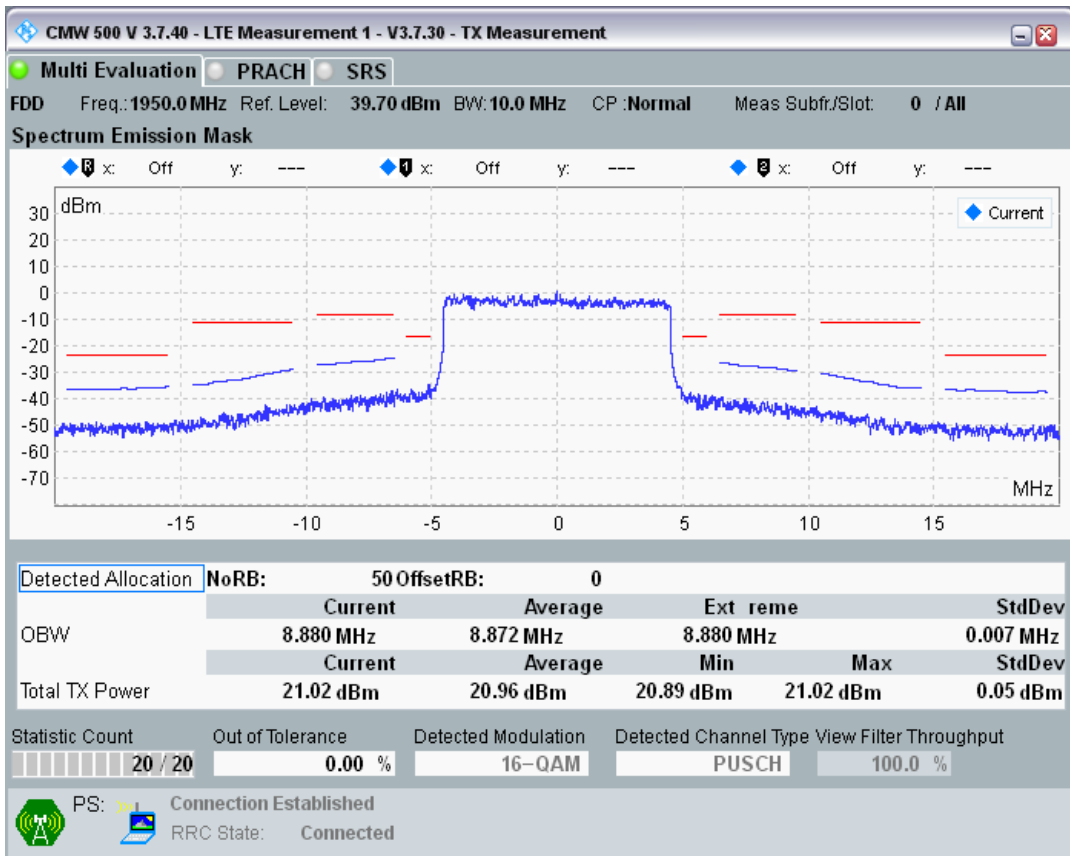 CMW 500 V 3.7.40 - LTE Measurement 1 - V3.7.30 - TX Measurement
Multi Evaluation PRACH SRS
FDD Freq.: 1950.0 MHz Ref. Level: 39.70 dBm BW: 10.0 MHz CP : Normal Meas Subfr./Slot: 0 / All
Spectrum Emission Mask
R x: Off y: --- 1 x: Off y: --- 2 x: Off y: ---
dBm
Current
30
20
10
0
-10
-20
-30
-40
-50
-60
-70
MHz
-15 -10 -5 0 5 10 15
Detected Allocation NoRB: 50 OffsetRB: 0
Current Average Ext reme StdDev
OBW 8.880 MHz 8.872 MHz 8.880 MHz 0.007 MHz
Current Average Min Max StdDev
Total TX Power 21.02 dBm 20.96 dBm 20.89 dBm 21.02 dBm 0.05 dBm
Statistic Count Out of Tolerance Detected Modulation Detected Channel Type View Filter Throughput
20 / 20 0.00 % 16-QAM PUSCH 100.0 %
PS: Connection Established
RRC State: Connected